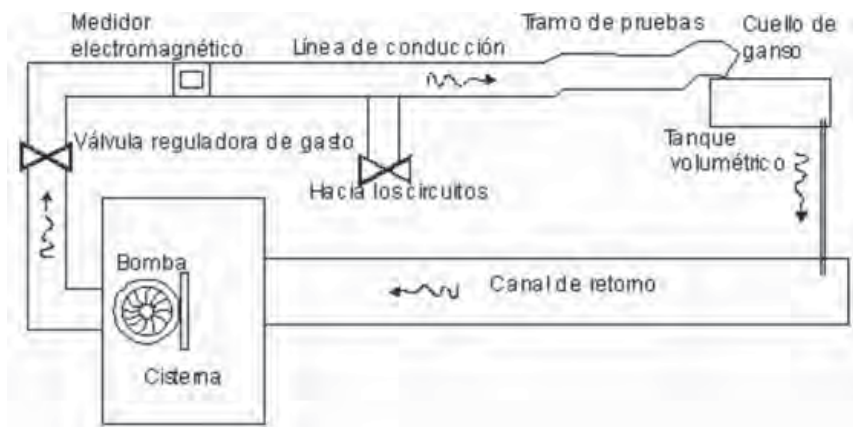 Medidor
electromagnético
Línea de conducción
Tramo de pruebas
Cuello de
ganso
Válvula reguladora de gasto
Hacia los circuitos
Tanque
volumétrico
Bomba
Canal de retorno
Cisterna